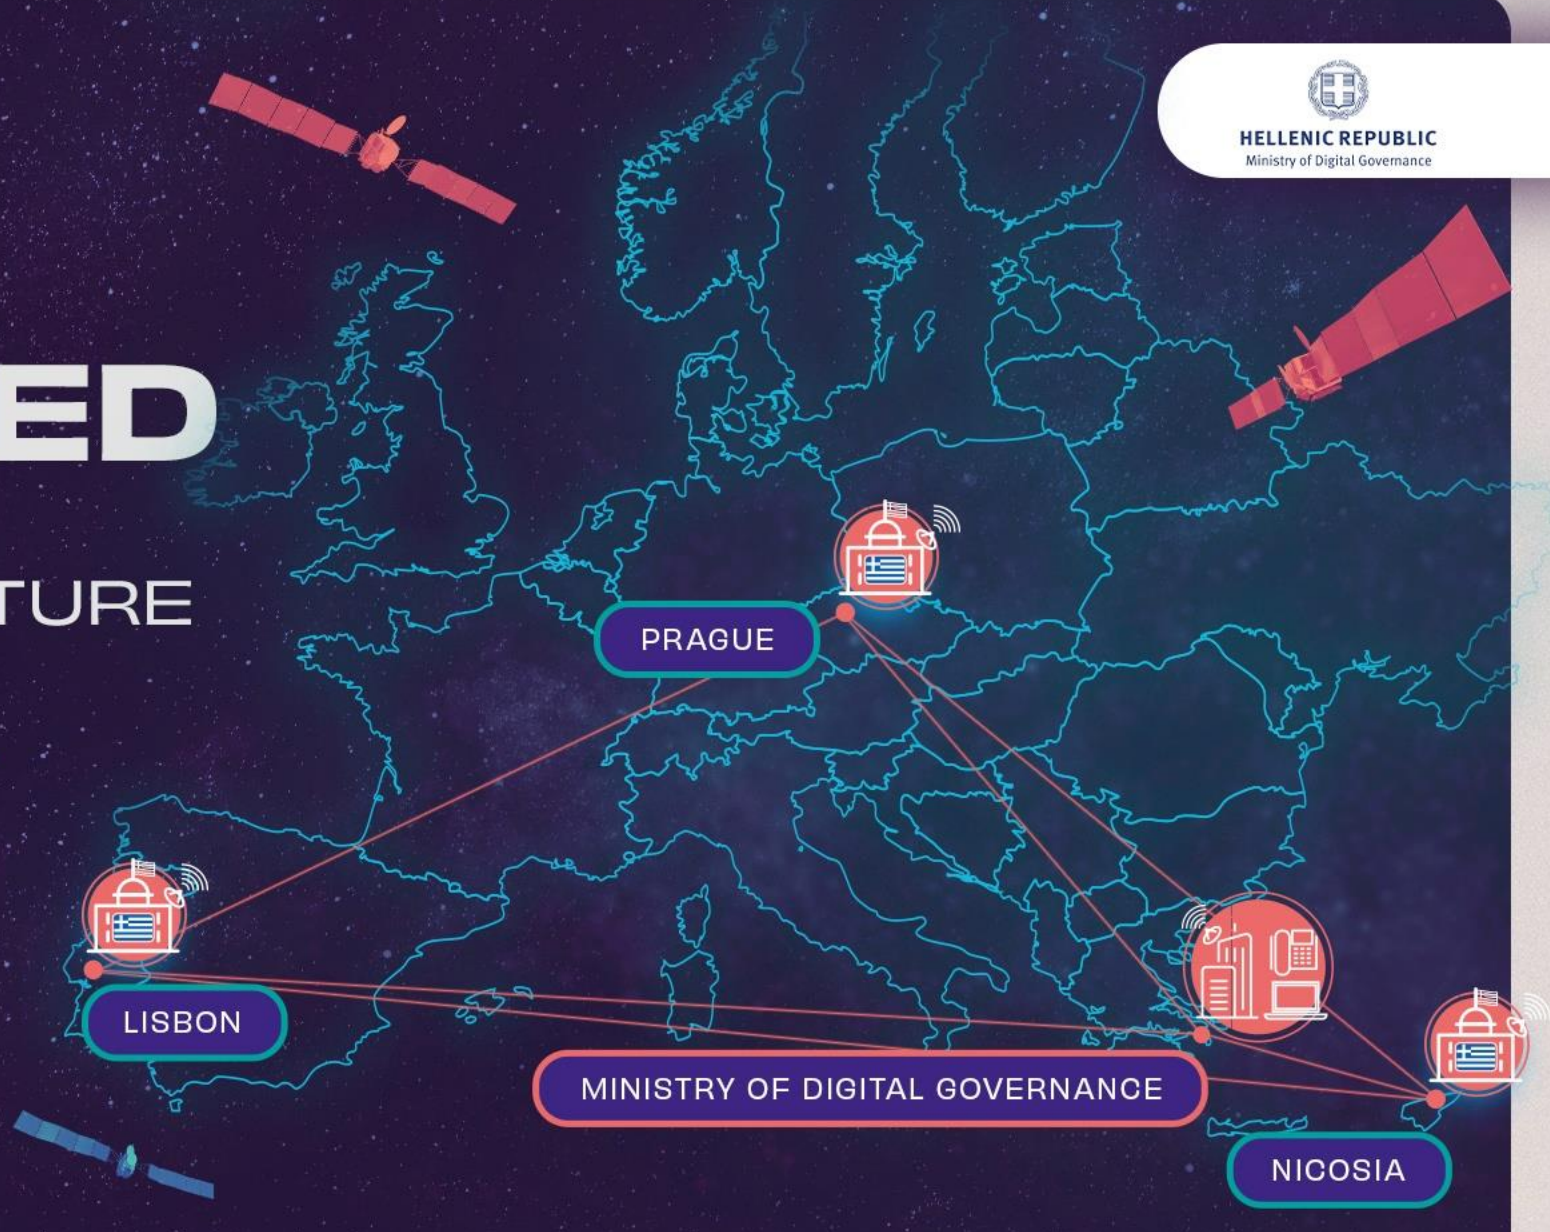 HELLENIC REPUBLIC
Ministry of Digital Governance
ED
TURE
PRAGUE
LISBON
MINISTRY OF DIGITAL GOVERNANCE
NICOSIA